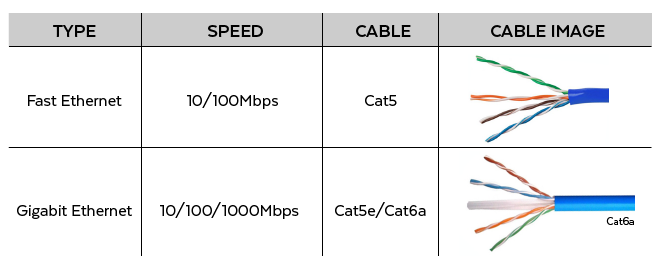 TYPE SPEED CABLE CABLE IMAGE
Fast Ethernet 10/100Mbps Cat5
Gigabit Ethernet 10/100/1000Mbps Cat5e/Cat6a
Cat6a